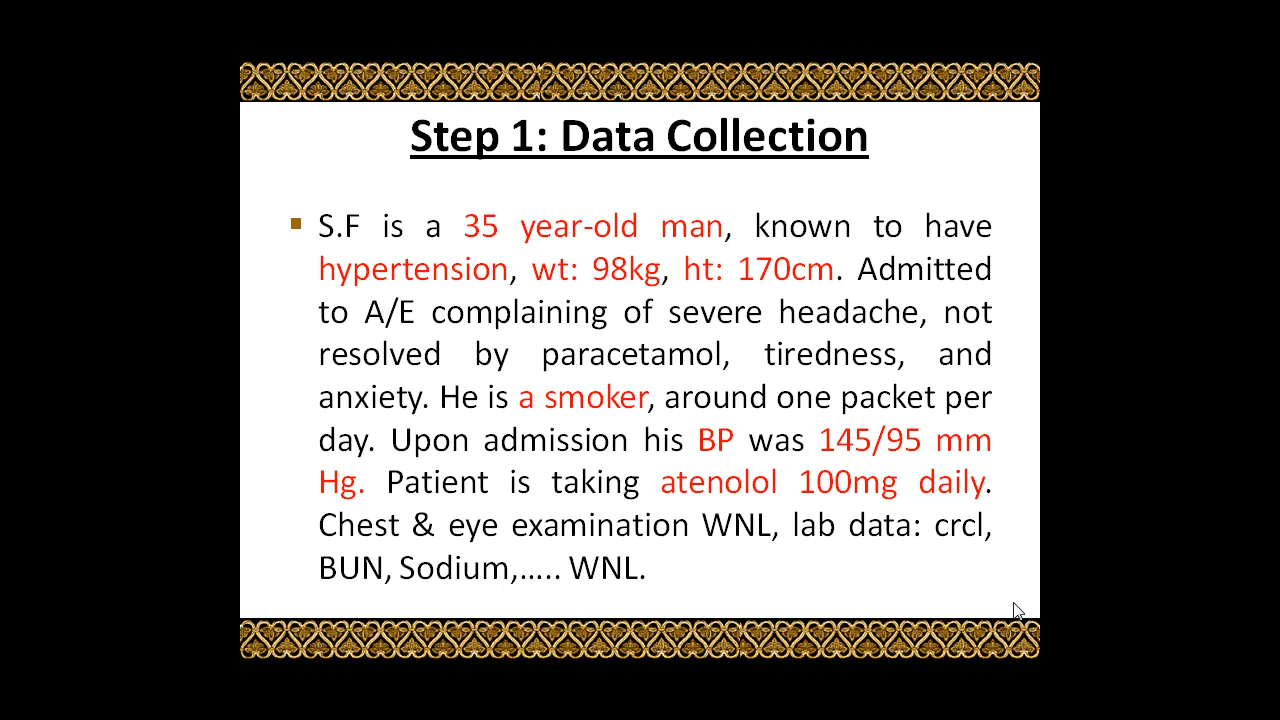 Step 1: Data Collection
S.F is a 35 year-old man, known to have
hypertension, wt: 98kg, ht: 170cm. Admitted
to A/E complaining of severe headache, not
resolved by paracetamol, tiredness, and
anxiety. He is a smoker, around one packet per
day. Upon admission his BP was 145/95 mm
Hg. Patient is taking atenolol 100mg daily.
Chest & eye examination WNL, lab data: crcl,
BUN, Sodium,….. WNL.